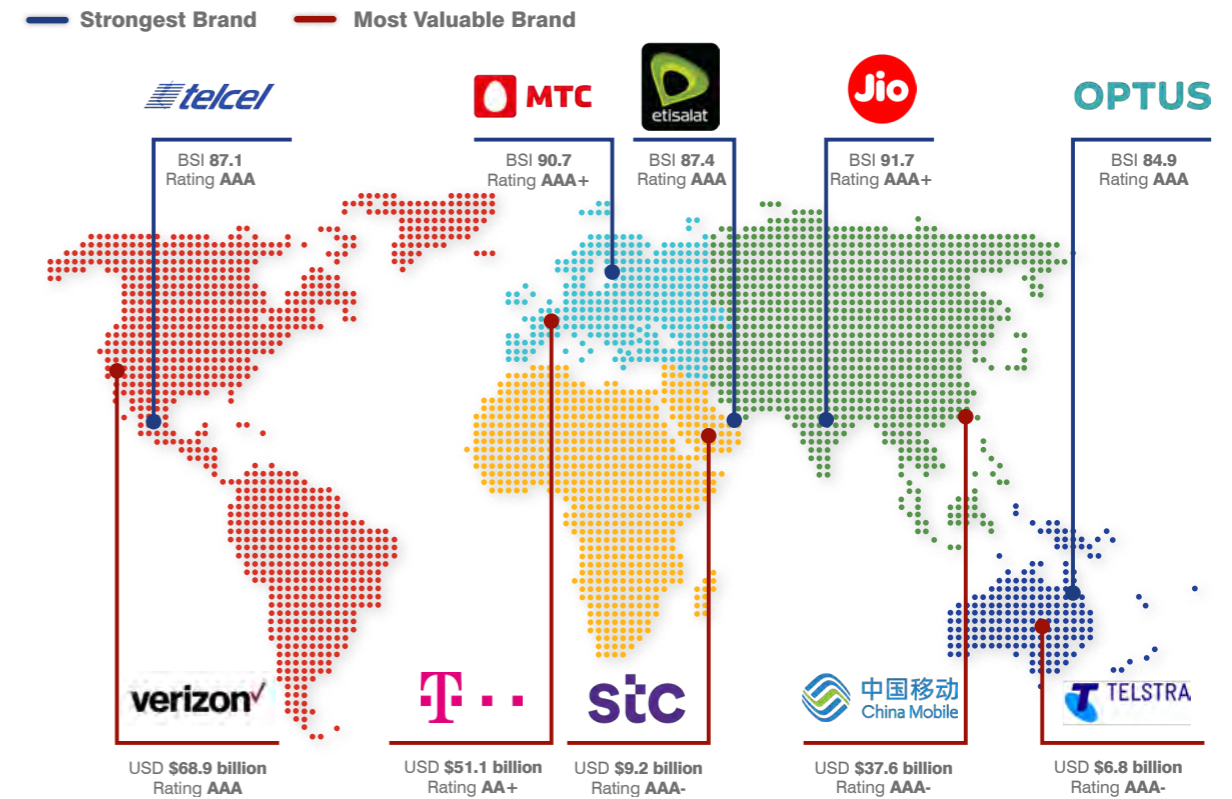 Strongest Brand
Most Valuable Brand
telcel
МТС
etisalat
Jio
OPTUS
BSI 87.1
Rating AAA
BSI 90.7
Rating AAA+
BSI 87.4
Rating AAA
BSI 91.7
Rating AAA+
BSI 84.9
Rating AAA
verizon
T
stc
中国移动
China Mobile
T TELSTRA
USD $68.9 billion
Rating AAA
USD $51.1 billion
Rating AA+
USD $9.2 billion
Rating AAA-
USD $37.6 billion
Rating AAA-
USD $6.8 billion
Rating AAA-